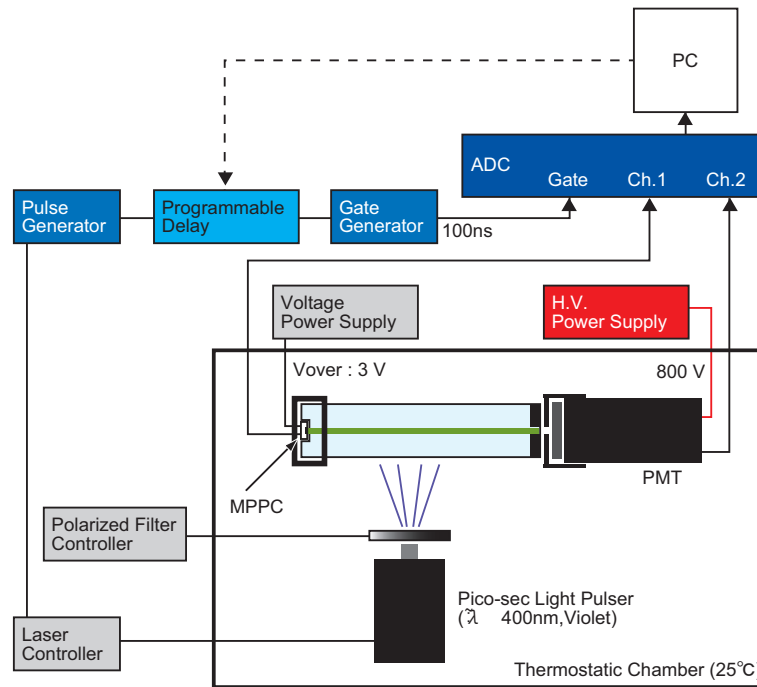 PC
ADC
Gate
Ch.1
Ch.2
Pulse
Generator
Programmable
Delay
Gate
Generator
100ns
Voltage
Power Supply
H.V.
Power Supply
Vover : 3 V
800 V
MPPC
PMT
Polarized Filter
Controller
Pico-sec Light Pulser
(λ̃ 400nm,Violet)
Laser
Controller
Thermostatic Chamber (25℃)